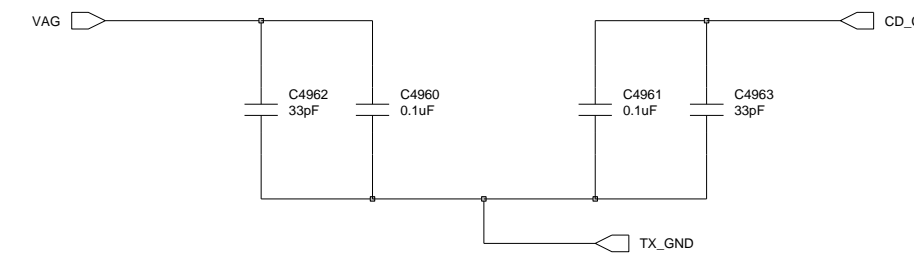 VAG
C4962
33pF
C4960
0.1uF
C4961
0.1uF
C4963
33pF
TX_GND